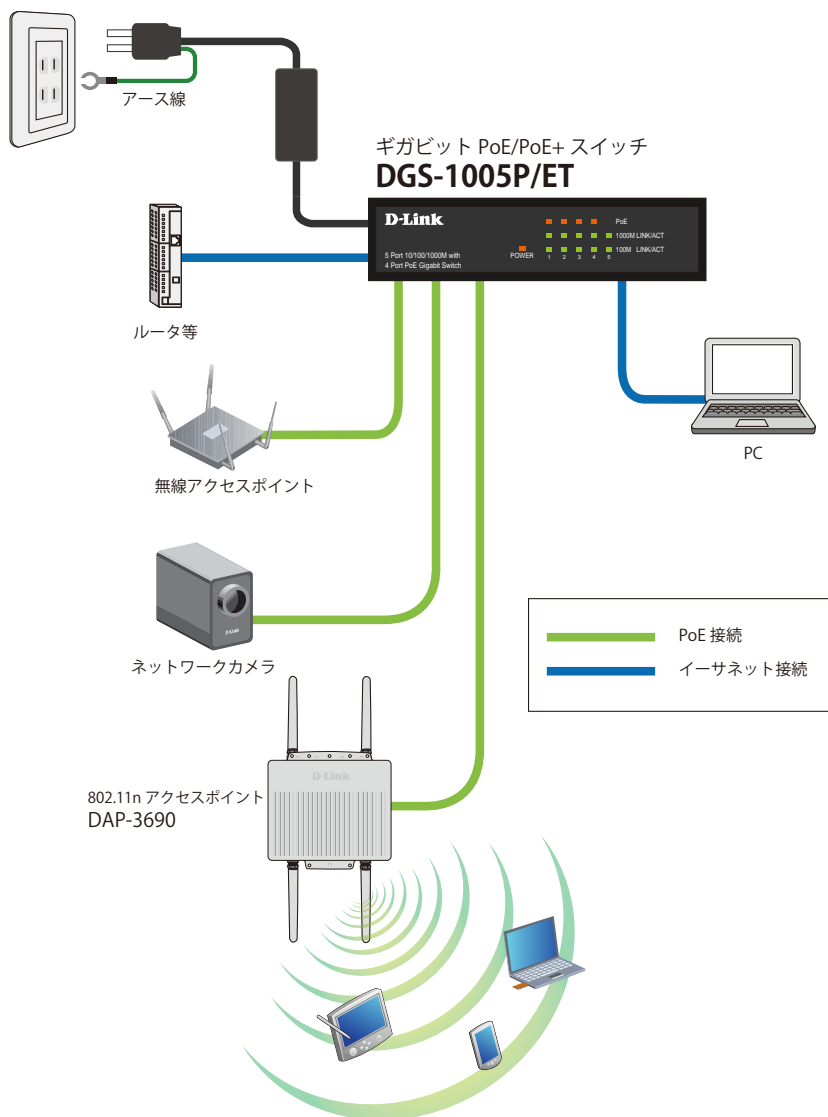 アース線
ギガビット PoE/PoE+ スイッチ
DGS-1005P/ET
D-Link
5 Port 10/100/1000M with
4 Port PoE Gigabit Switch
POWER
PoE
1000M LINK/ACT
100M LINK/ACT
1 2 3 4 5
ルータ等
無線アクセスポイント
PC
D-Link
ネットワークカメラ
PoE 接続
イーサネット接続
D-Link
802.11n アクセスポイント
DAP-3690